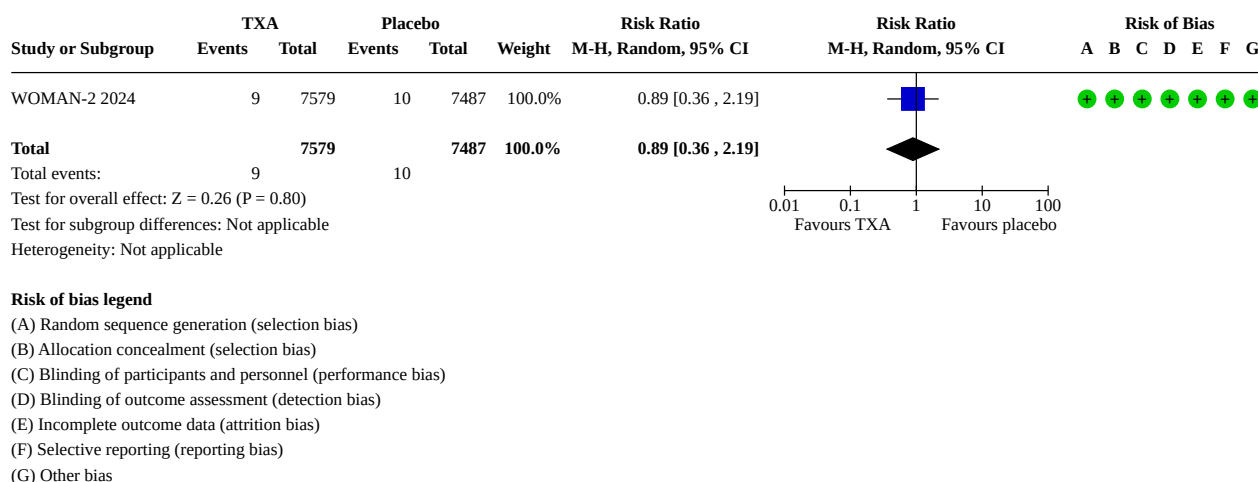 TXA Placebo Risk Ratio Risk Ratio Risk of Bias
Study or Subgroup Events Total Events Total Weight M-H, Random, 95% CI M-H, Random, 95% CI A B C D E F G
WOMAN-2 2024 9 7579 10 7487 100.0% 0.89 [0.36 , 2.19] + + + + + + +
Total 7579 7487 100.0% 0.89 [0.36 , 2.19]
Total events: 9 10
Test for overall effect: Z = 0.26 (P = 0.80)
0.01 0.1 1 10 100
Test for subgroup differences: Not applicable
Favours TXA Favours placebo
Heterogeneity: Not applicable
Risk of bias legend
(A) Random sequence generation (selection bias)
(B) Allocation concealment (selection bias)
(C) Blinding of participants and personnel (performance bias)
(D) Blinding of outcome assessment (detection bias)
(E) Incomplete outcome data (attrition bias)
(F) Selective reporting (reporting bias)
(G) Other bias